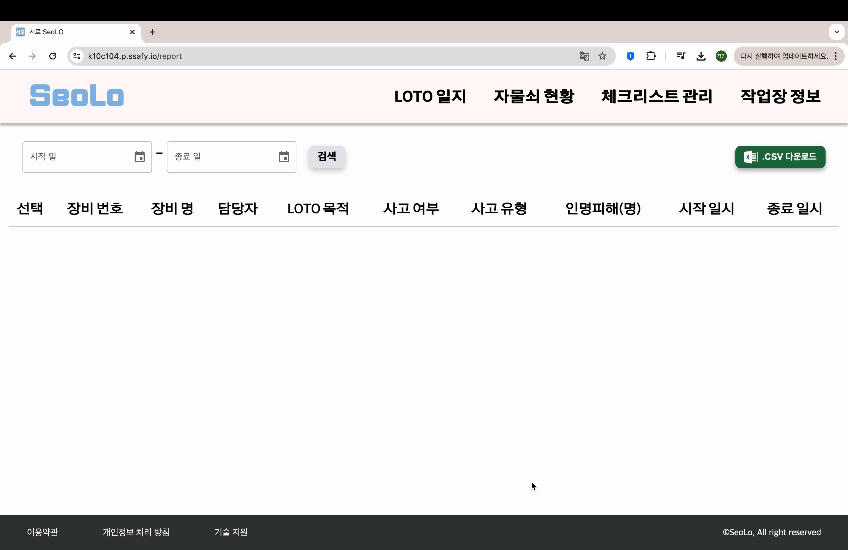 서로 SeoLO
k10c104.p.ssafy.io/report
다시 실행하여 업데이트하세요.
SeoLo
LOTO 일지 자물쇠 현황 체크리스트 관리 작업장 정보
시작 일 - 종료 일 검색 .CSV 다운로드
선택 장비 번호 장비 명 담당자 LOTO 목적 사고 여부 사고 유형 인명피해(명) 시작 일시 종료 일시
이용약관 개인정보 처리 방침 기술 지원 ©SeoLo, All right reserved